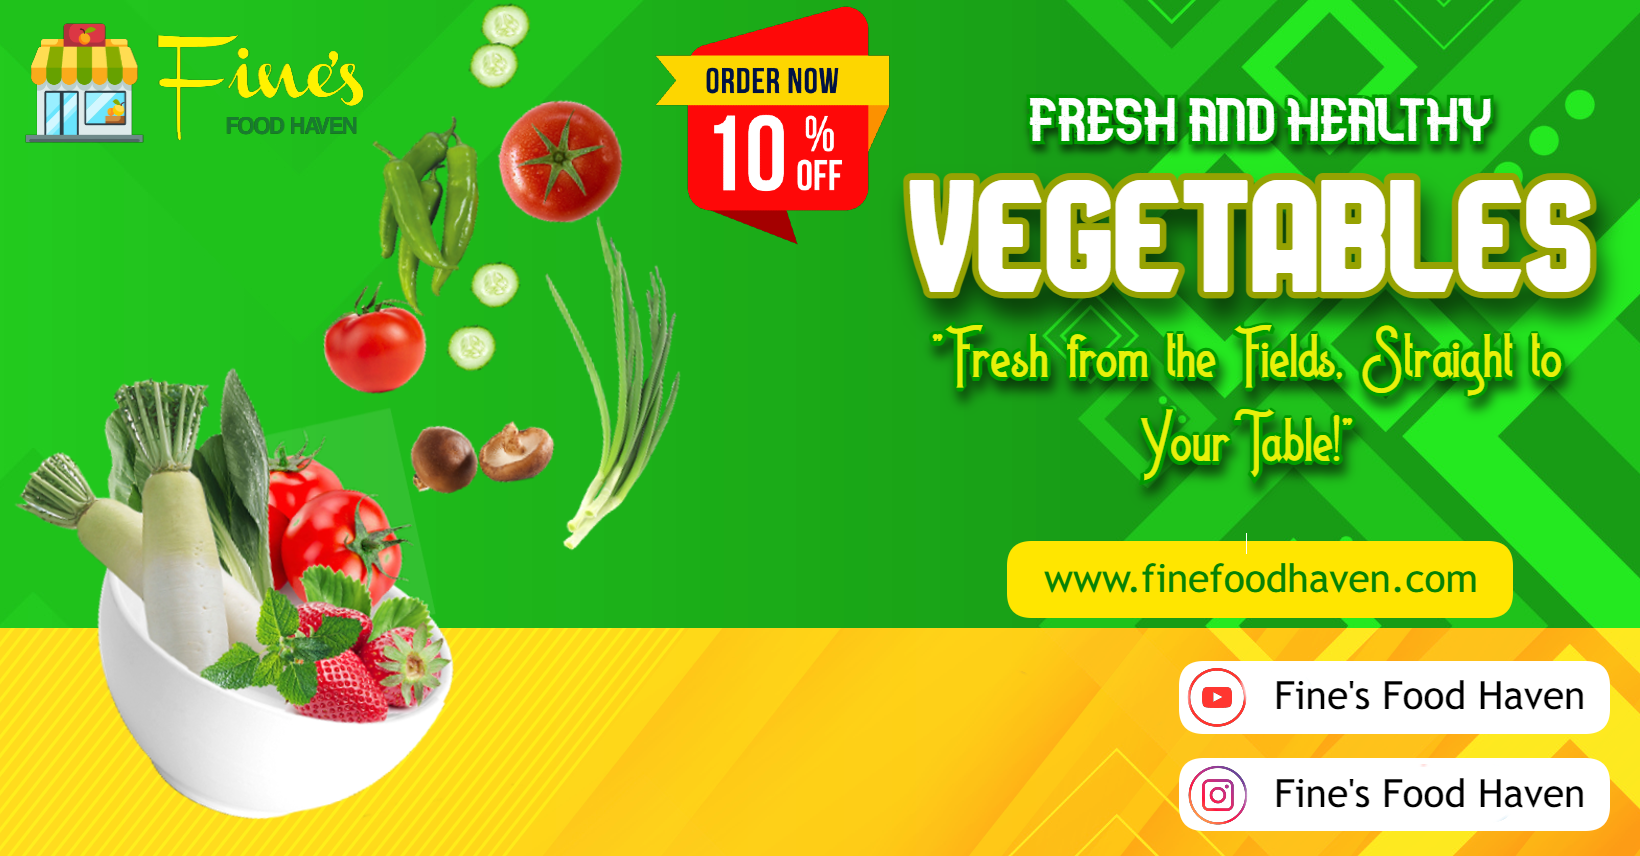 Fine's
FOOD HAVEN
ORDER NOW
10 % OFF
FRESH AND HEALTHY
VEGETABLES
"Fresh from the Fields, Straight to
Your Table!"
www.finefoodhaven.com
Fine's Food Haven
Fine's Food Haven